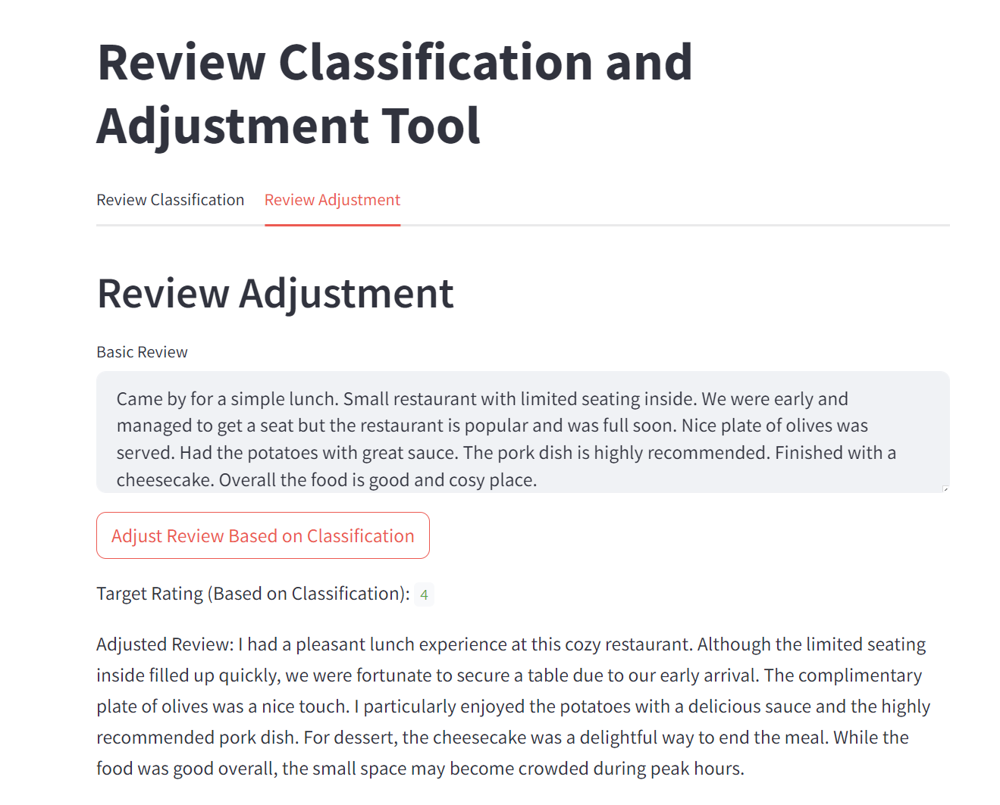 Review Classification and
Adjustment Tool
Review Classification Review Adjustment
Review Adjustment
Basic Review
Came by for a simple lunch. Small restaurant with limited seating inside. We were early and
managed to get a seat but the restaurant is popular and was full soon. Nice plate of olives was
served. Had the potatoes with great sauce. The pork dish is highly recommended. Finished with a
cheesecake. Overall the food is good and cosy place.
Adjust Review Based on Classification
Target Rating (Based on Classification): 4
Adjusted Review: I had a pleasant lunch experience at this cozy restaurant. Although the limited seating
inside filled up quickly, we were fortunate to secure a table due to our early arrival. The complimentary
plate of olives was a nice touch. I particularly enjoyed the potatoes with a delicious sauce and the highly
recommended pork dish. For dessert, the cheesecake was a delightful way to end the meal. While the
food was good overall, the small space may become crowded during peak hours.